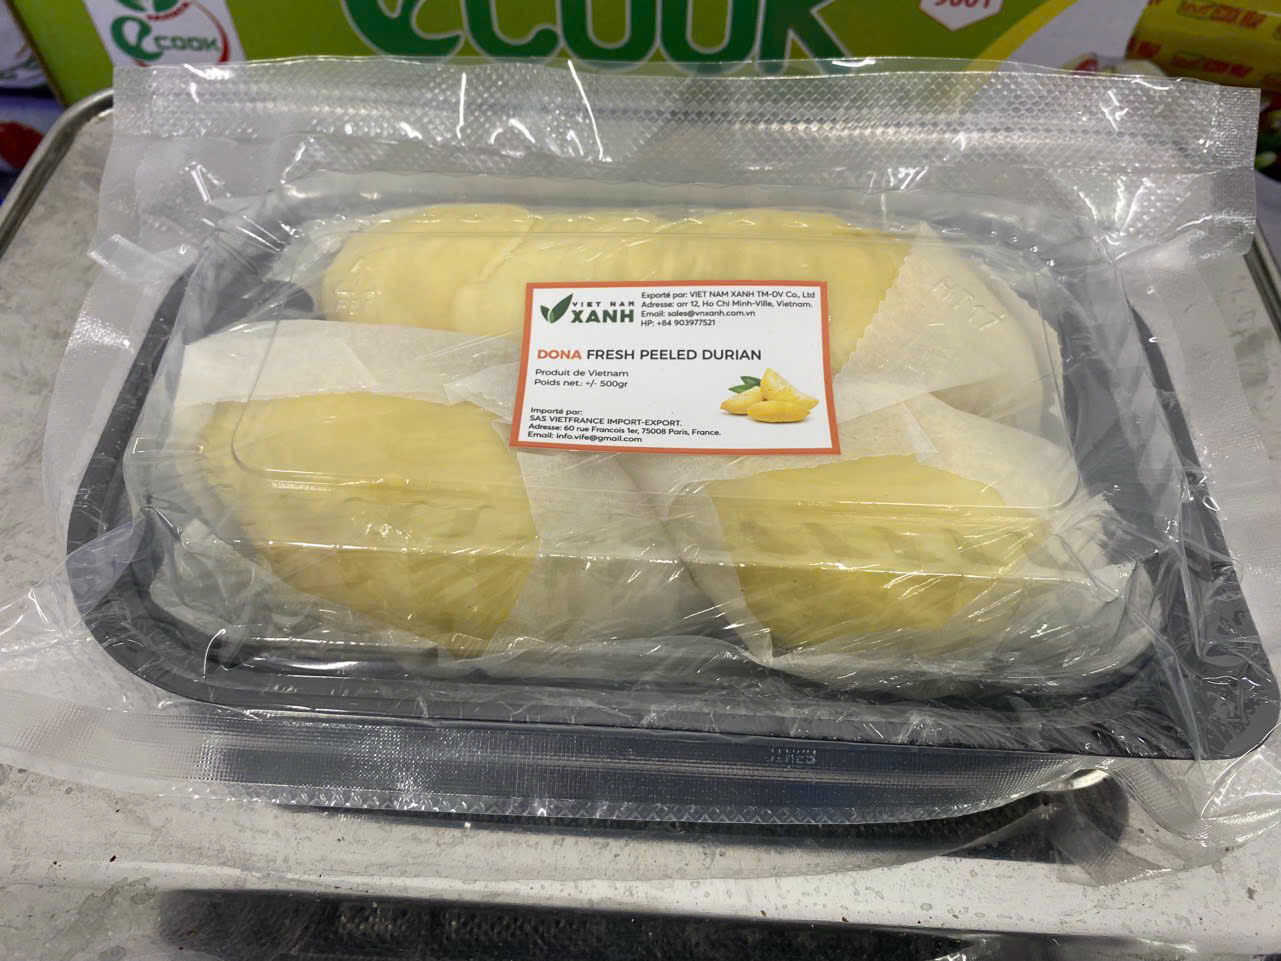 eCOOK
eCOOK
VIET NAM
XANH
Exporté par: VIET NAM XANH TM-DV Co., Ltd
Adresse: arr 12, Ho Chi Minh-Ville, Vietnam.
Email: sales@vnxanh.com.vn
HP: +84 903977521
DONA FRESH PEELED DURIAN
Produit de Vietnam
Poids net: +/- 500gr
Importé par:
SAS VIETFRANCE IMPORT-EXPORT.
Adresse: 60 rue Francois 1er, 75008 Paris, France.
Email: info.vife@gmail.com